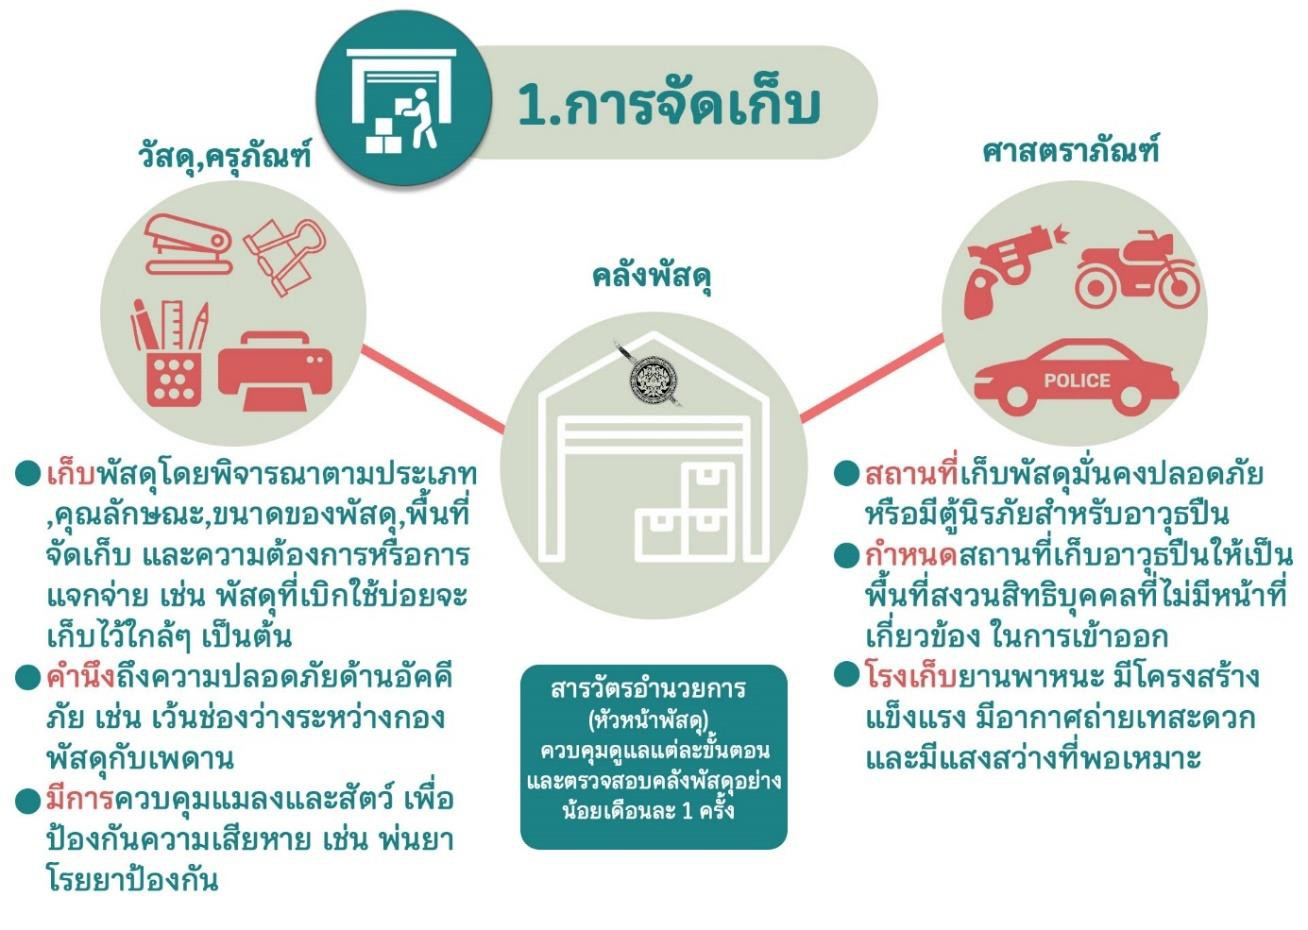 1.การจัดเก็บ
วัสดุ,ครุภัณฑ์
เก็บพัสดุโดยพิจารณาตามประเภท
,คุณลักษณะ,ขนาดของพัสดุ,พื้นที่
จัดเก็บ และความต้องการหรือการ
แจกจ่าย เช่น พัสดุที่เบิกใช้บ่อยจะ
เก็บไว้ใกล้ๆ เป็นต้น
คำนึงถึงความปลอดภัยด้านอัคคี
ภัย เช่น เว้นช่องว่างระหว่างกอง
พัสดุกับเพดาน
มีการควบคุมแมลงและสัตว์ เพื่อ
ป้องกันความเสียหาย เช่น พ่นยา
โรยยาป้องกัน
คลังพัสดุ
สารวัตรอำนวยการ
(หัวหน้าพัสดุ)
ควบคุมดูแลแต่ละขั้นตอน
และตรวจสอบคลังพัสดุอย่าง
น้อยเดือนละ 1 ครั้ง
ศาสตราภัณฑ์
POLICE
สถานที่เก็บพัสดุมั่นคงปลอดภัย
หรือมีตู้นิรภัยสำหรับอาวุธปืน
กำหนดสถานที่เก็บอาวุธปืนให้เป็น
พื้นที่สงวนสิทธิบุคคลที่ไม่มีหน้าที่
เกี่ยวข้อง ในการเข้าออก
โรงเก็บยานพาหนะ มีโครงสร้าง
แข็งแรง มีอากาศถ่ายเทสะดวก
และมีแสงสว่างที่พอเหมาะ